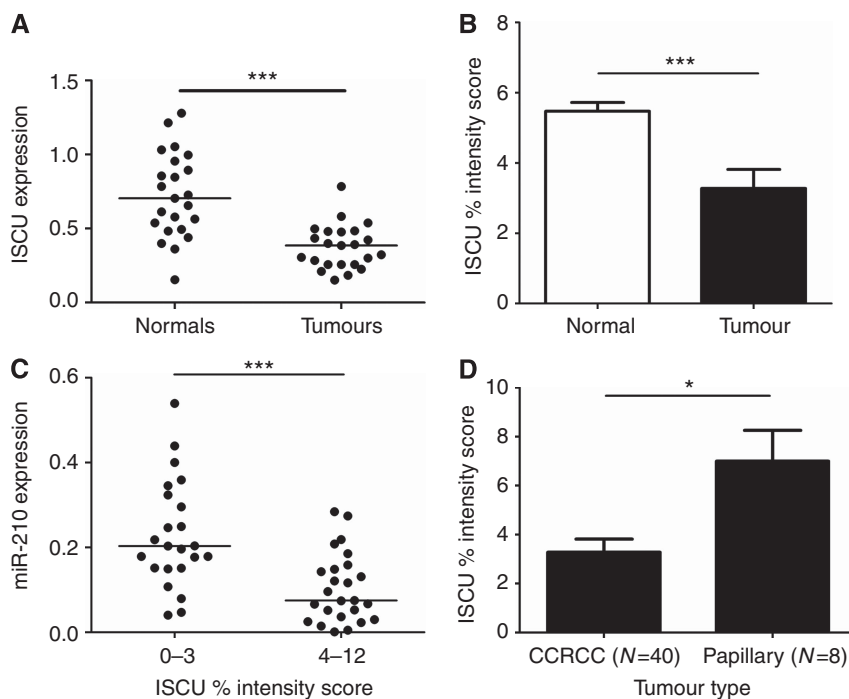 A
ISCU expression
1.5
1.0
0.5
0.0
***
Normals
Tumours
B
ISCU % intensity score
8
6
4
2
0
***
Normal
Tumour
C
miR-210 expression
0.6
0.4
0.2
0.0
***
0–3
4–12
ISCU % intensity score
D
ISCU % intensity score
10
8
6
4
2
0
*
CCRCC (N=40)
Papillary (N=8)
Tumour type